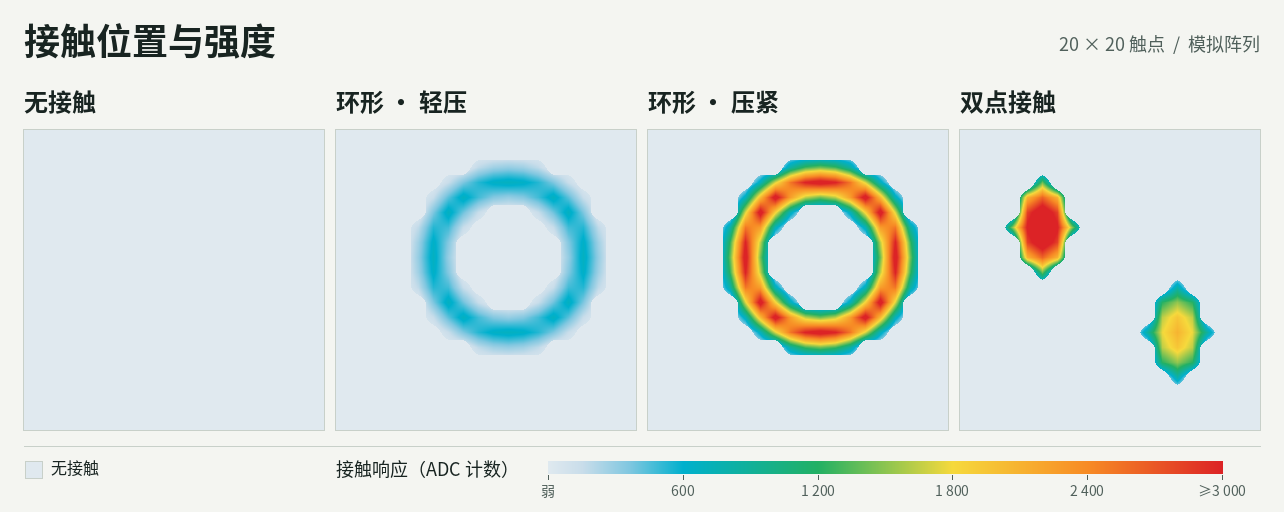 接触位置与强度
20 × 20 触点 / 模拟阵列
无接触
环形 · 轻压
环形 · 压紧
双点接触
无接触
接触响应（ADC 计数）
弱
600
1 200
1 800
2 400
≥3 000